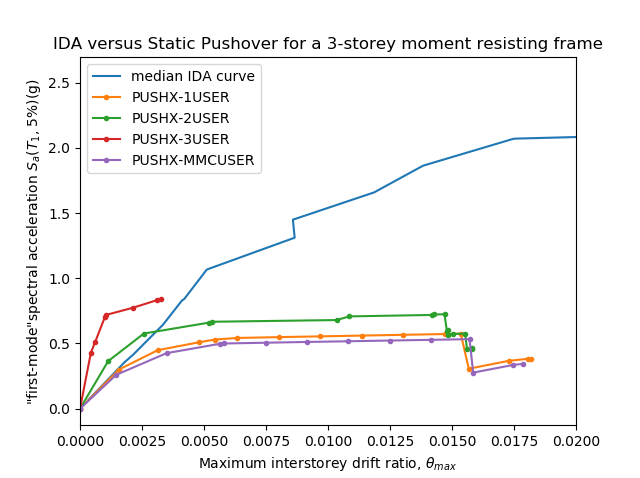 IDA versus Static Pushover for a 3-storey moment resisting frame
"first-mode"spectral acceleration $S_a(T_1$, 5%)(g)
2.5
2.0
1.5
1.0
0.5
0.0
median IDA curve
PUSHX-1USER
PUSHX-2USER
PUSHX-3USER
PUSHX-MMCUSER
0.0000 0.0025 0.0050 0.0075 0.0100 0.0125 0.0150 0.0175 0.0200
Maximum interstorey drift ratio, $\theta_{max}$